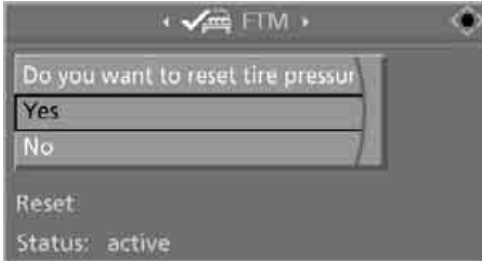 FTM
Do you want to reset tire pressur
Yes
No
Reset
Status: active